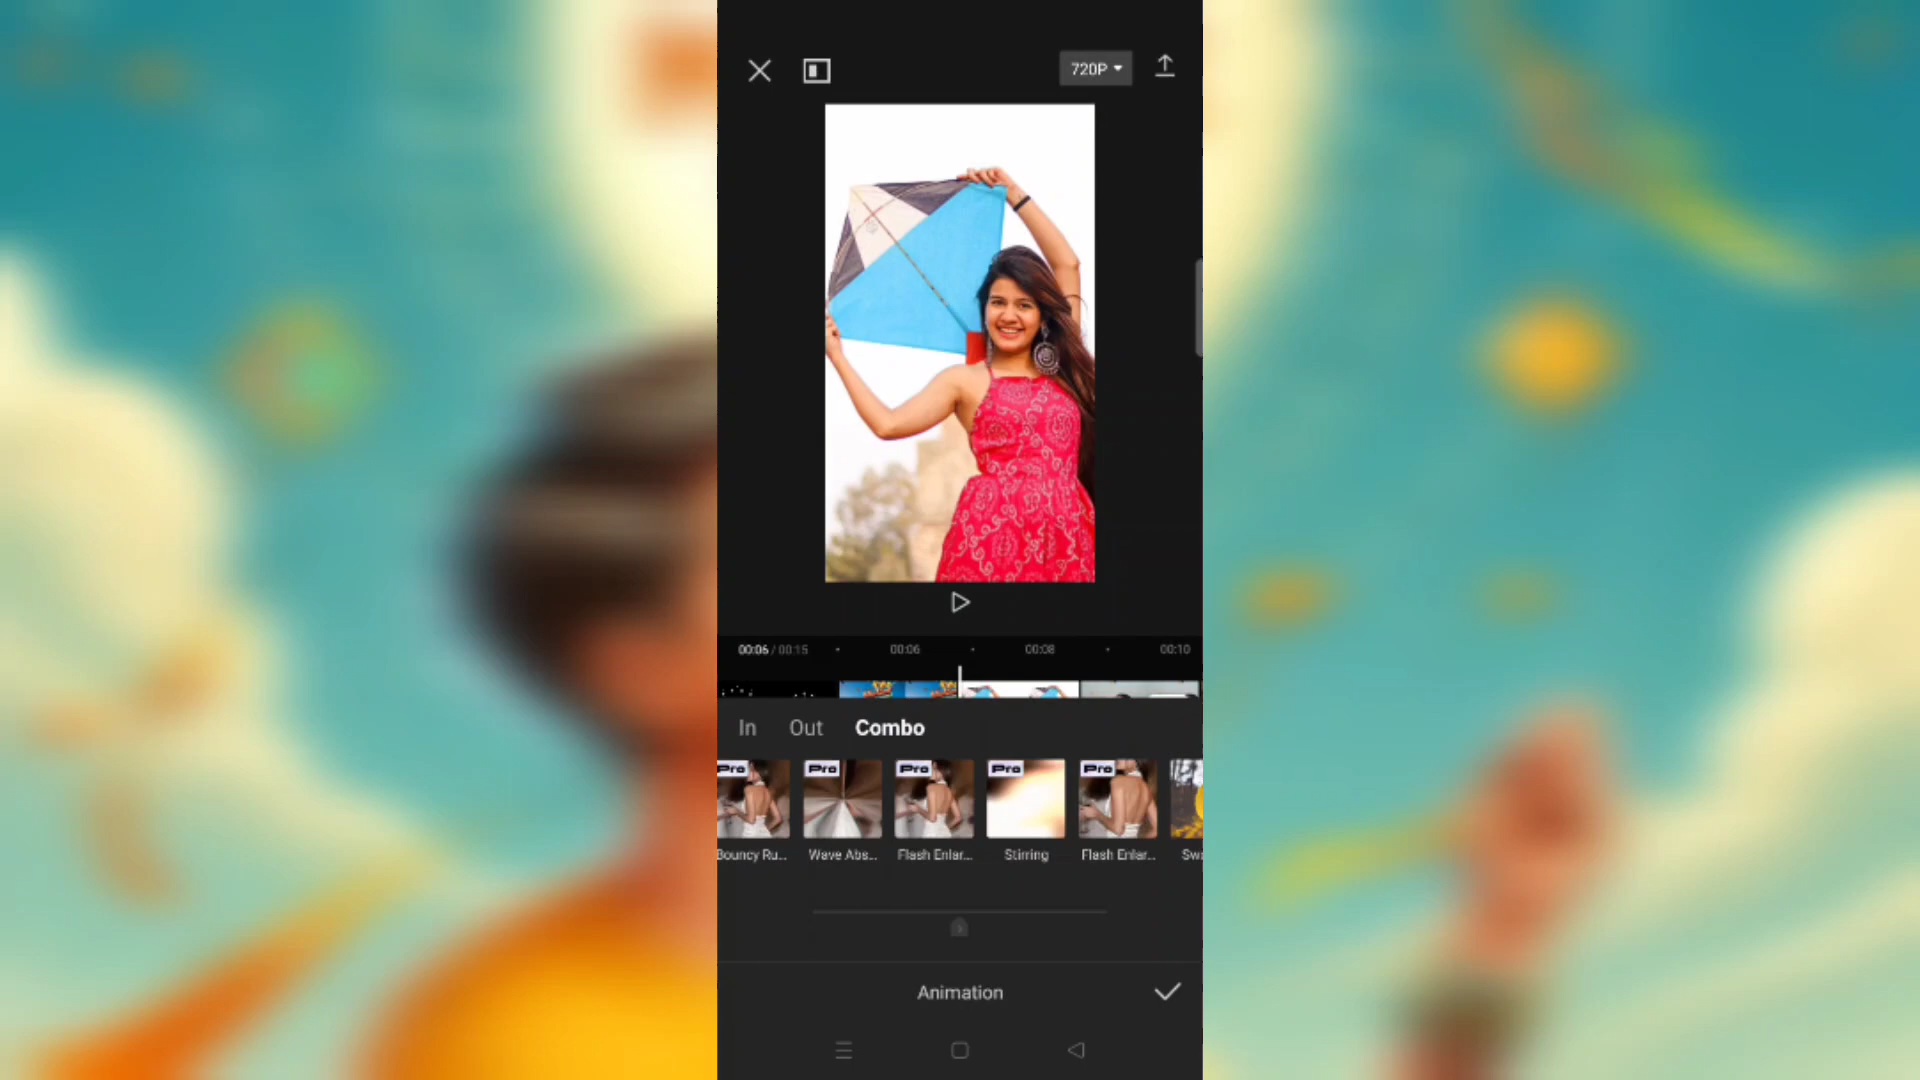 720P
00:06 / 00:15 00:06 00:08 00:10
In Out Combo
Pro Pro Pro Pro Pro
Bouncy Ru... Wave Abs... Flash Enlar... Stirring Flash Enlar...
Animation